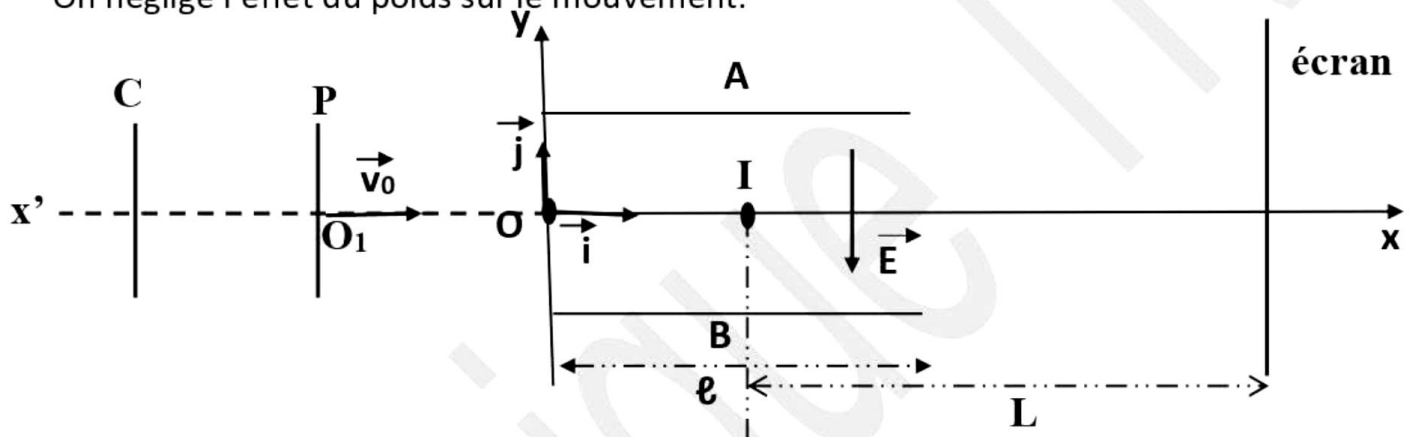 On néglige l'effet du poids sur le mouvement.
y
écran
A
C
P
j
I
v₀
x'
O
O₁
i
E
x
B
ℓ
L